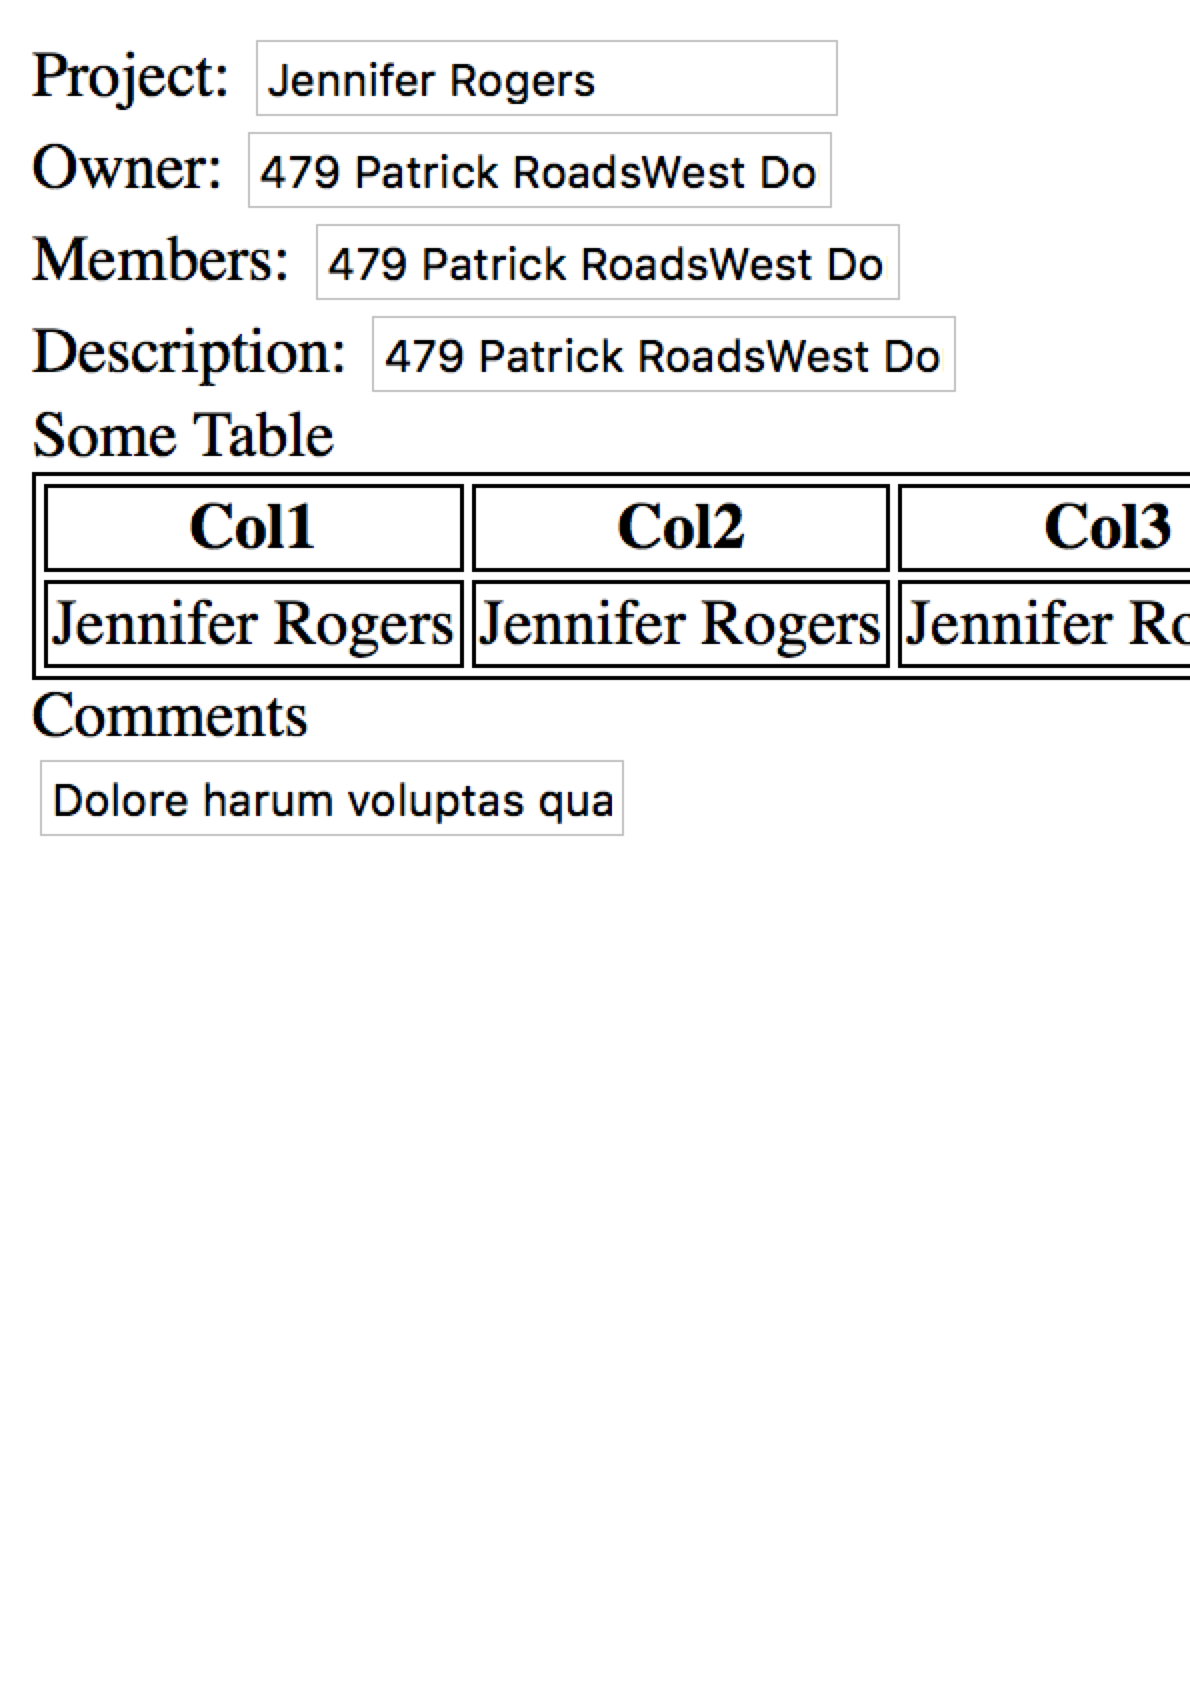 Project: Jennifer Rogers
Owner: 479 Patrick RoadsWest Do
Members: 479 Patrick RoadsWest Do
Description: 479 Patrick RoadsWest Do
Some Table
Col1 Col2 Col3
Jennifer Rogers Jennifer Rogers Jennifer Ro
Comments
Dolore harum voluptas qua